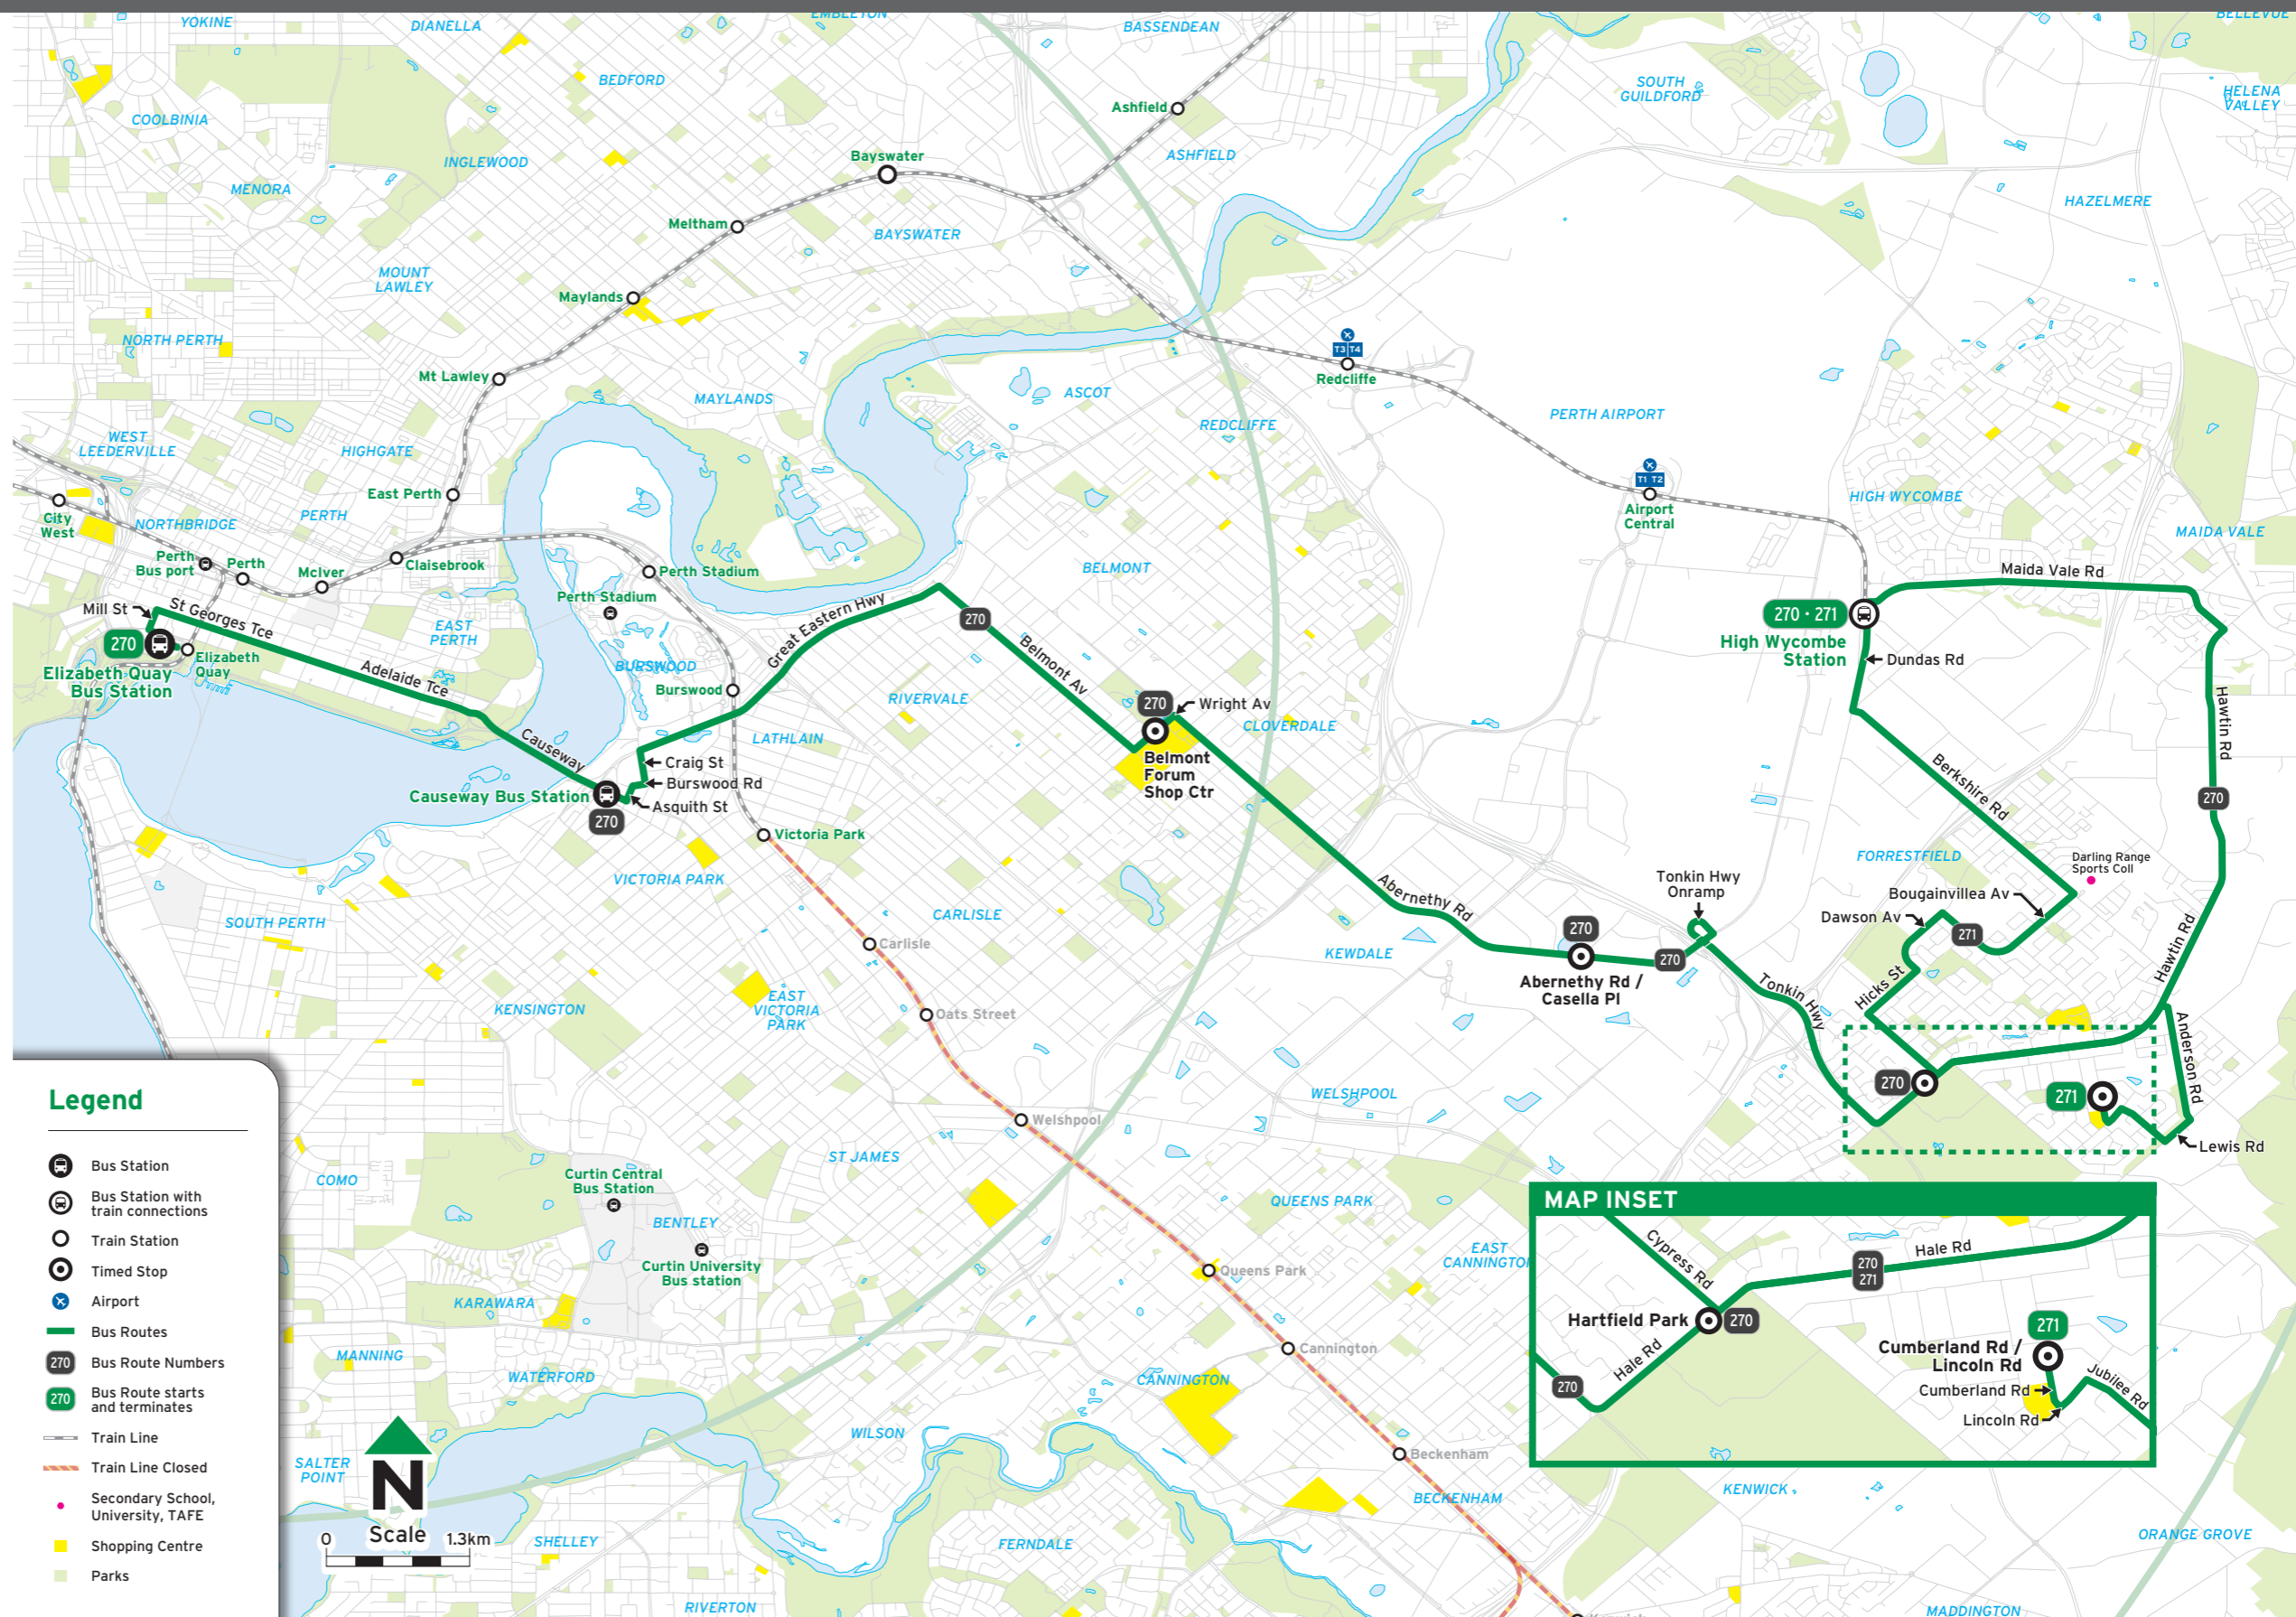 YOKINE
DIANELLA
EMBLETON
BASSENDEAN
BELLEVUE
BEDFORD
SOUTH
GUILDFORD
HELENA
VALLEY
COOLBINIA
Ashfield
INGLEWOOD
Bayswater
ASHFIELD
MENORA
HAZELMERE
Meltham
BAYSWATER
MOUNT
LAWLEY
Maylands
NORTH PERTH
T3 T4
Redcliffe
Mt Lawley
MAYLANDS
ASCOT
REDCLIFFE
PERTH AIRPORT
WEST
LEEDERVILLE
HIGHGATE
T1 T2
Airport
Central
HIGH WYCOMBE
East Perth
City
West
NORTHBRIDGE
PERTH
MAIDA VALE
Perth
Bus port
Perth
McIver
Claisebrook
Perth Stadium
Perth Stadium
BELMONT
Maida Vale Rd
Mill St
St Georges Tce
EAST
PERTH
270
Elizabeth Quay
Bus Station
Elizabeth
Quay
Adelaide Tce
Great Eastern Hwy
270
Belmont Av
270 · 271
High Wycombe
Station
Dundas Rd
BURSWOOD
Burswood
RIVERVALE
270
Wright Av
CLOVERDALE
Hawtin Rd
Causeway
LATHLAIN
Craig St
Burswood Rd
Asquith St
Causeway Bus Station
270
Belmont
Forum
Shop Ctr
Berkshire Rd
270
Victoria Park
VICTORIA PARK
FORRESTFIELD
Darling Range
Sports Coll
Tonkin Hwy
Onramp
Bougainvillea Av
Dawson Av
271
SOUTH PERTH
CARLISLE
Carlisle
Abernethy Rd
KEWDALE
270
270
Abernethy Rd /
Casella Pl
Hawtin Rd
Tonkin Hwy
Hicks St
KENSINGTON
EAST
VICTORIA
PARK
Oats Street
Anderson Rd
270
271
Lewis Rd
WELSHPOOL
Welshpool
ST JAMES
COMO
Curtin Central
Bus Station
BENTLEY
Curtin University
Bus station
QUEENS PARK
EAST
Queens Park
KARAWARA
MANNING
WATERFORD
Cannington
CANNINGTON
WILSON
SALTER
POINT
Beckenham
BECKENHAM
KENWICK
ORANGE GROVE
SHELLEY
FERNDALE
RIVERTON
MADDINGTON
MAP INSET
Cypress Rd
270
271
Hale Rd
Hartfield Park
270
Hale Rd
270
271
Cumberland Rd /
Lincoln Rd
Cumberland Rd
Lincoln Rd
Jubilee Rd
Legend
Bus Station
Bus Station with
train connections
Train Station
Timed Stop
Airport
Bus Routes
270
Bus Route Numbers
270
Bus Route starts
and terminates
Train Line
Train Line Closed
Secondary School,
University, TAFE
Shopping Centre
Parks
N
Scale
0
1.3km